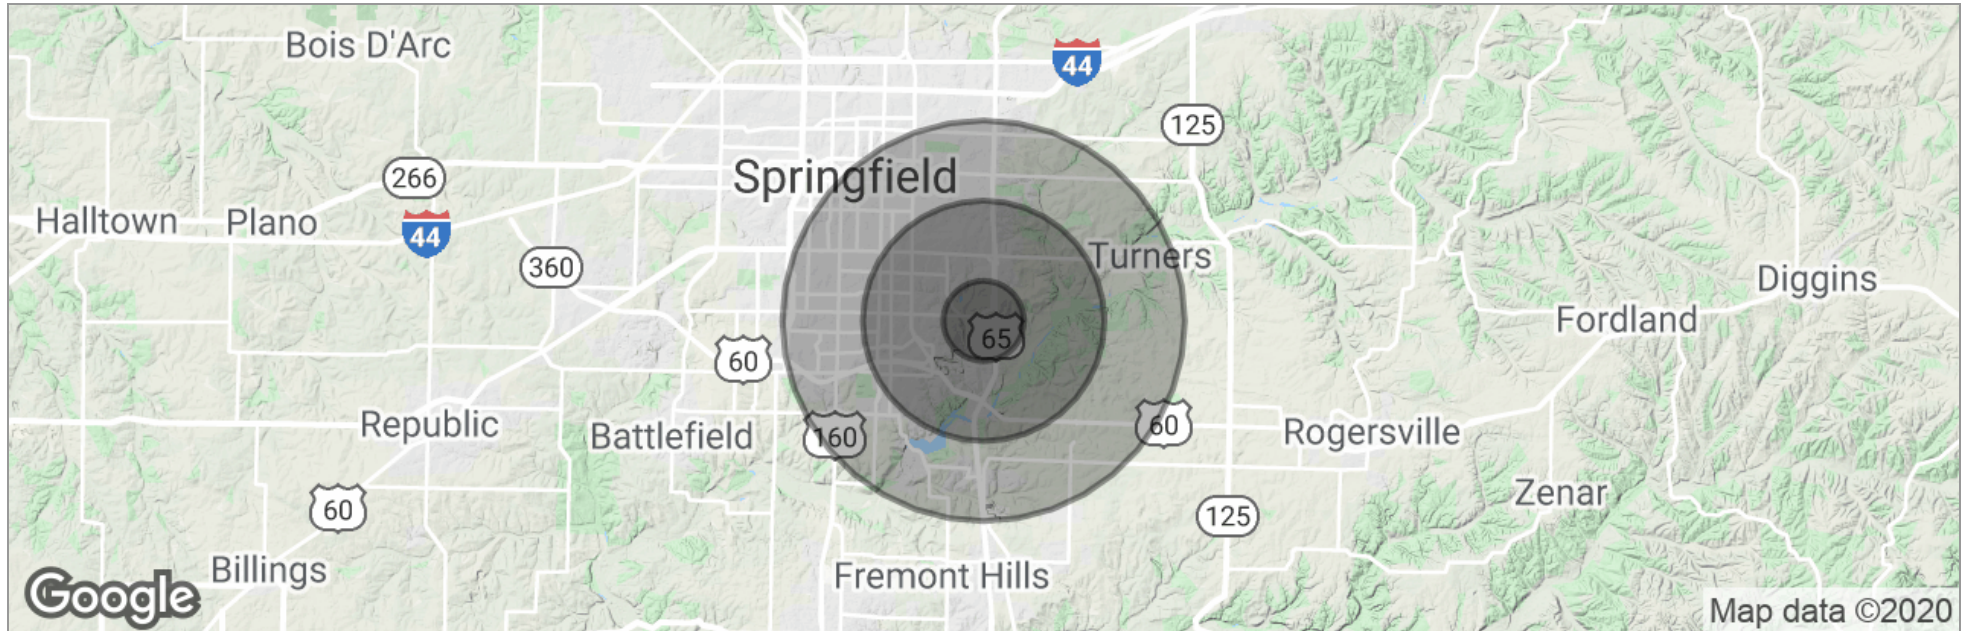 Bois D'Arc
44
125
266
Springfield
Halltown
Plano
44
360
Turners
Diggins
Fordland
65
60
Republic
Battlefield
160
60
Rogersville
Zenar
60
125
Billings
Fremont Hills
Google
Map data ©2020